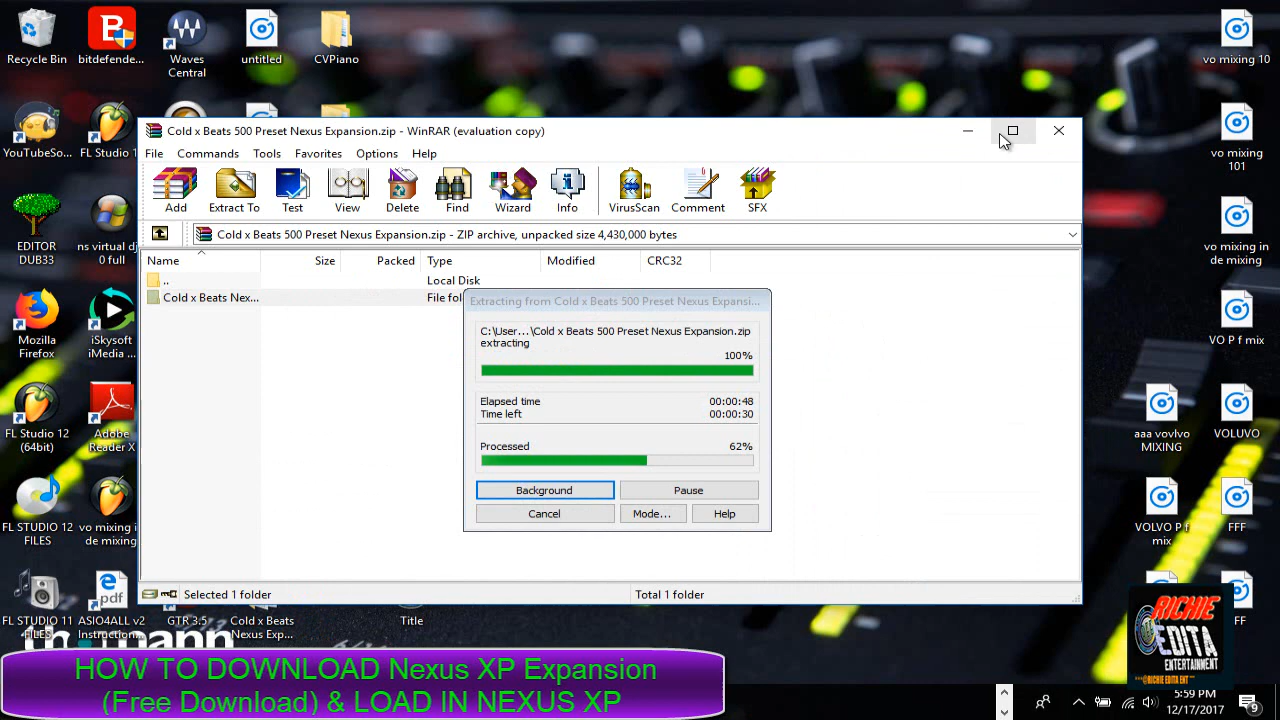 Recycle Bin
bitdefende...
Waves
Central
untitled
CVPiano
vo mixing 10
YouTubeSo...
FL Studio 1
vo mixing
101
EDITOR
DUB33
ns virtual dj
0 full
vo mixing in
de mixing
Mozilla
Firefox
iSkysoft
iMedia ...
VO P f mix
FL Studio 12
(64bit)
Adobe
Reader X
aaa vovlvo
MIXING
VOLUVO
FL STUDIO 12
FILES
vo mixing in
de mixing
VOLVO P f
mix
FFF
FL STUDIO 11
FILES
ASIO4ALL v2
Instruction...
GTR 3.5
Cold x Beats
Nexus Exp...
Title
FF
Cold x Beats 500 Preset Nexus Expansion.zip - WinRAR (evaluation copy)
File Commands Tools Favorites Options Help
Add Extract To Test View Delete Find Wizard Info VirusScan Comment SFX
Cold x Beats 500 Preset Nexus Expansion.zip - ZIP archive, unpacked size 4,430,000 bytes
Name Size Packed Type Modified CRC32
.. Local Disk
Cold x Beats Nex... File fol
Extracting from Cold x Beats 500 Preset Nexus Expansi...
C:\User...\Cold x Beats 500 Preset Nexus Expansion.zip
extracting
100%
Elapsed time 00:00:48
Time left 00:00:30
Processed 62%
Background Pause
Cancel Mode... Help
Selected 1 folder Total 1 folder
RICHIE
EDITA
ENTERTAINMENT
HOW TO DOWNLOAD Nexus XP Expansion
(Free Download) & LOAD IN NEXUS XP
5:59 PM
12/17/2017
9